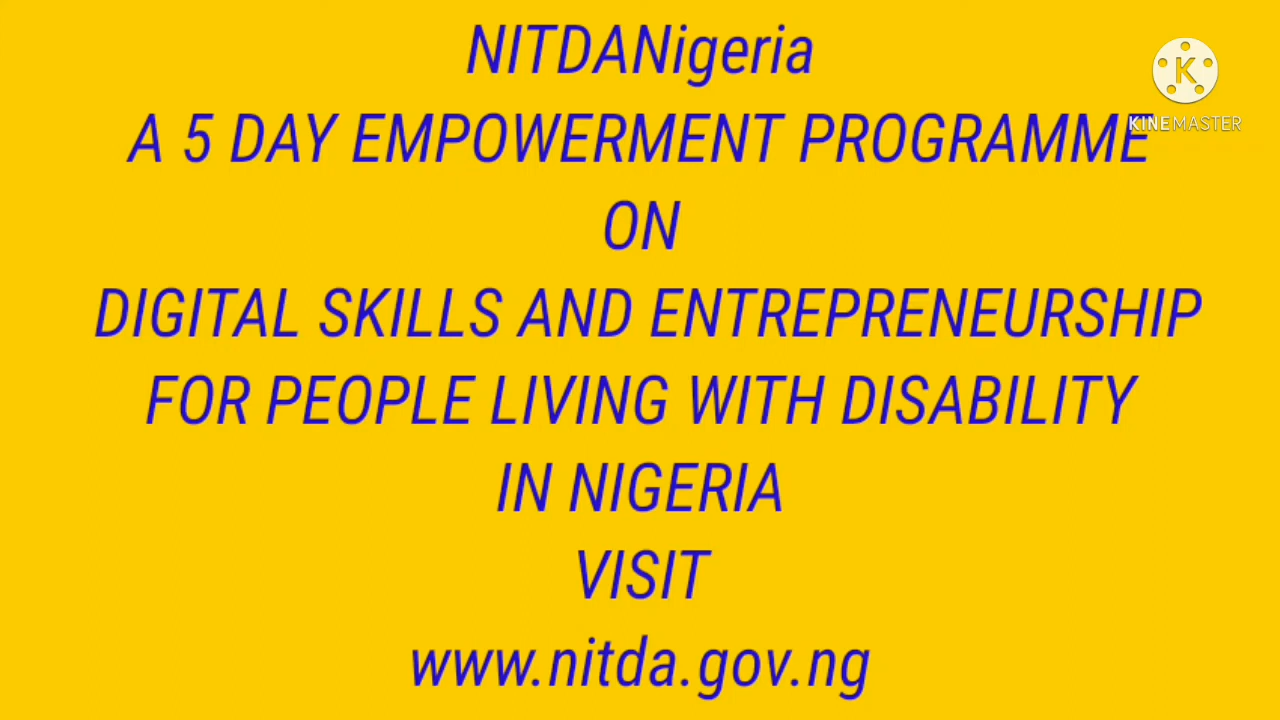 NITDANigeria
A 5 DAY EMPOWERMENT PROGRAMME
ON
DIGITAL SKILLS AND ENTREPRENEURSHIP
FOR PEOPLE LIVING WITH DISABILITY
IN NIGERIA
VISIT
www.nitda.gov.ng
K
KINEMASTER